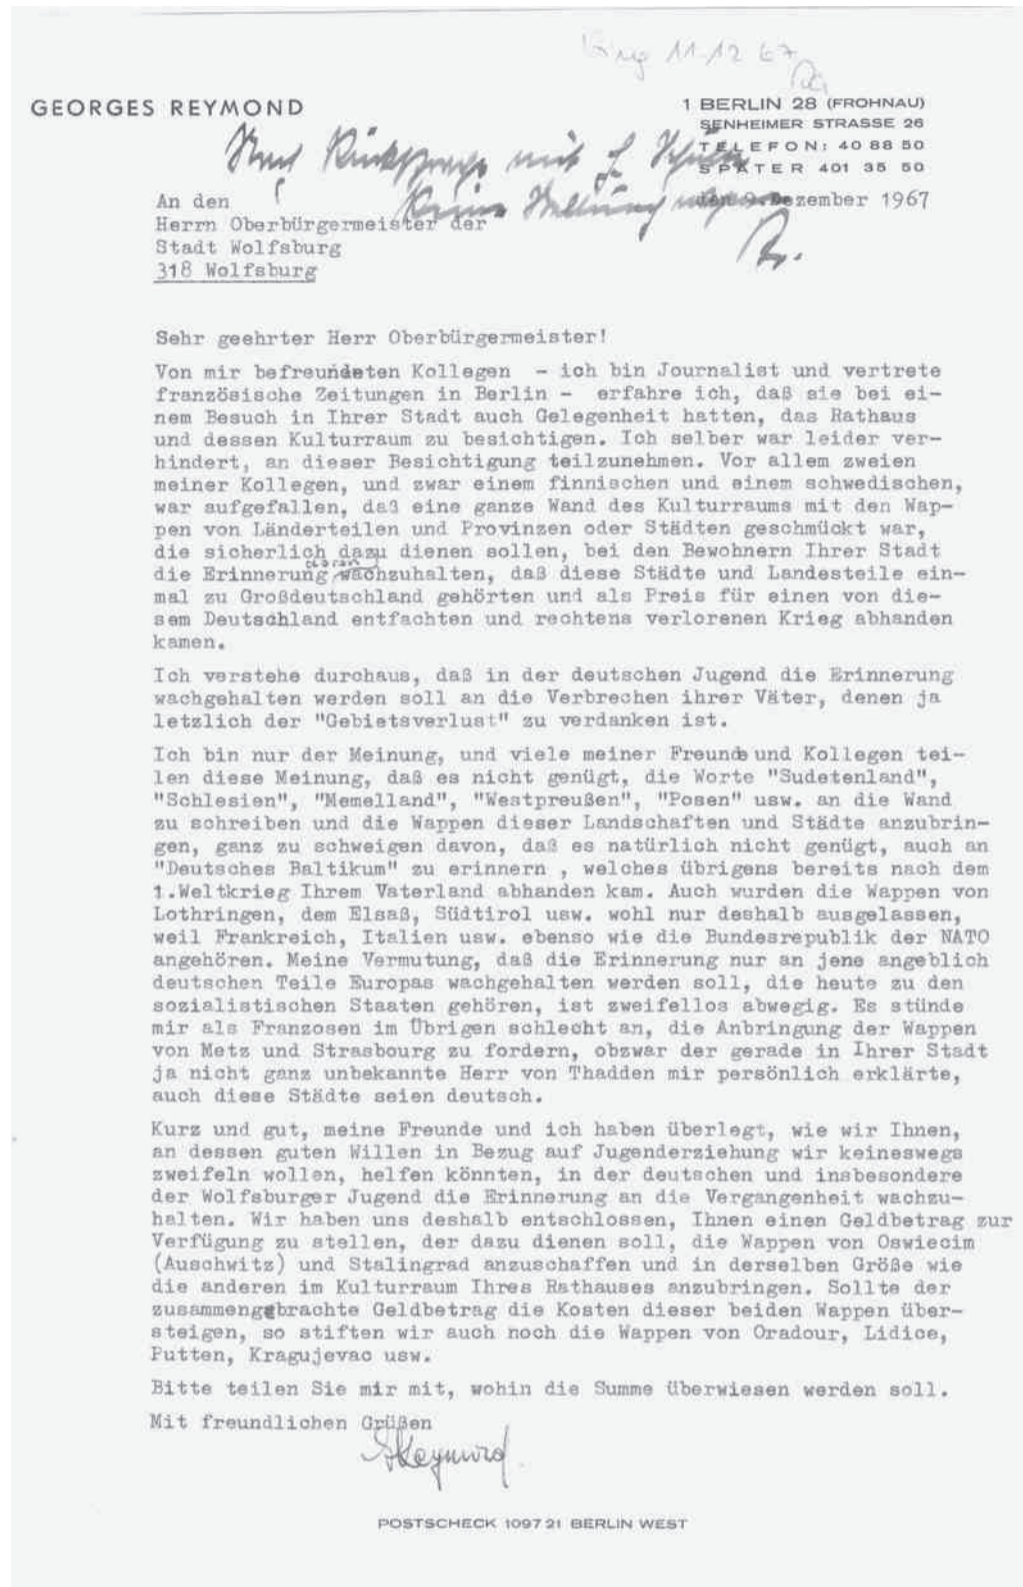 11.12.67
GEORGES REYMOND
1 BERLIN 28 (FROHNAU)
SENHEIMER STRASSE 26
TELEFON: 40 88 50
SPÄTER 401 35 50
Nach Rücksprache mit
keine
den 9.Dezember 1967
An den
Herrn Oberbürgermeister der
Stadt Wolfsburg
318 Wolfsburg
Sehr geehrter Herr Oberbürgermeister!
Von mir befreundeten Kollegen - ich bin Journalist und vertrete
französische Zeitungen in Berlin - erfahre ich, daß sie bei ei-
nem Besuch in Ihrer Stadt auch Gelegenheit hatten, das Rathaus
und dessen Kulturraum zu besichtigen. Ich selber war leider ver-
hindert, an dieser Besichtigung teilzunehmen. Vor allem zweien
meiner Kollegen, und zwar einem finnischen und einem schwedischen,
war aufgefallen, daß eine ganze Wand des Kulturraums mit den Wap-
pen von Länderteilen und Provinzen oder Städten geschmückt war,
die sicherlich dazu dienen sollen, bei den Bewohnern Ihrer Stadt
die Erinnerung daran wachzuhalten, daß diese Städte und Landesteile ein-
mal zu Großdeutschland gehörten und als Preis für einen von die-
sem Deutschland entfachten und rechtens verlorenen Krieg abhanden
kamen.
Ich verstehe durchaus, daß in der deutschen Jugend die Erinnerung
wachgehalten werden soll an die Verbrechen ihrer Väter, denen ja
letzlich der "Gebietsverlust" zu verdanken ist.
Ich bin nur der Meinung, und viele meiner Freunde und Kollegen tei-
len diese Meinung, daß es nicht genügt, die Worte "Sudetenland",
"Schlesien", "Memelland", "Westpreußen", "Posen" usw. an die Wand
zu schreiben und die Wappen dieser Landschaften und Städte anzubrin-
gen, ganz zu schweigen davon, daß es natürlich nicht genügt, auch an
"Deutsches Baltikum" zu erinnern , welches übrigens bereits nach dem
1.Weltkrieg Ihrem Vaterland abhanden kam. Auch wurden die Wappen von
Lothringen, dem Elsaß, Südtirol usw. wohl nur deshalb ausgelassen,
weil Frankreich, Italien usw. ebenso wie die Bundesrepublik der NATO
angehören. Meine Vermutung, daß die Erinnerung nur an jene angeblich
deutschen Teile Europas wachgehalten werden soll, die heute zu den
sozialistischen Staaten gehören, ist zweifellos abwegig. Es stünde
mir als Franzosen im Übrigen schlecht an, die Anbringung der Wappen
von Metz und Strasbourg zu fordern, obzwar der gerade in Ihrer Stadt
ja nicht ganz unbekannte Herr von Thadden mir persönlich erklärte,
auch diese Städte seien deutsch.
Kurz und gut, meine Freunde und ich haben überlegt, wie wir Ihnen,
an dessen guten Willen in Bezug auf Jugenderziehung wir keineswegs
zweifeln wollen, helfen könnten, in der deutschen und insbesondere
der Wolfsburger Jugend die Erinnerung an die Vergangenheit wachzu-
halten. Wir haben uns deshalb entschlossen, Ihnen einen Geldbetrag zur
Verfügung zu stellen, der dazu dienen soll, die Wappen von Oswiecim
(Auschwitz) und Stalingrad anzuschaffen und in derselben Größe wie
die anderen im Kulturraum Ihres Rathauses anzubringen. Sollte der
zusammengebrachte Geldbetrag die Kosten dieser beiden Wappen über-
steigen, so stiften wir auch noch die Wappen von Oradour, Lidice,
Putten, Kragujevac usw.
Bitte teilen Sie mir mit, wohin die Summe überwiesen werden soll.
Mit freundlichen Grüßen
GReymond
POSTSCHECK 1097 21 BERLIN WEST